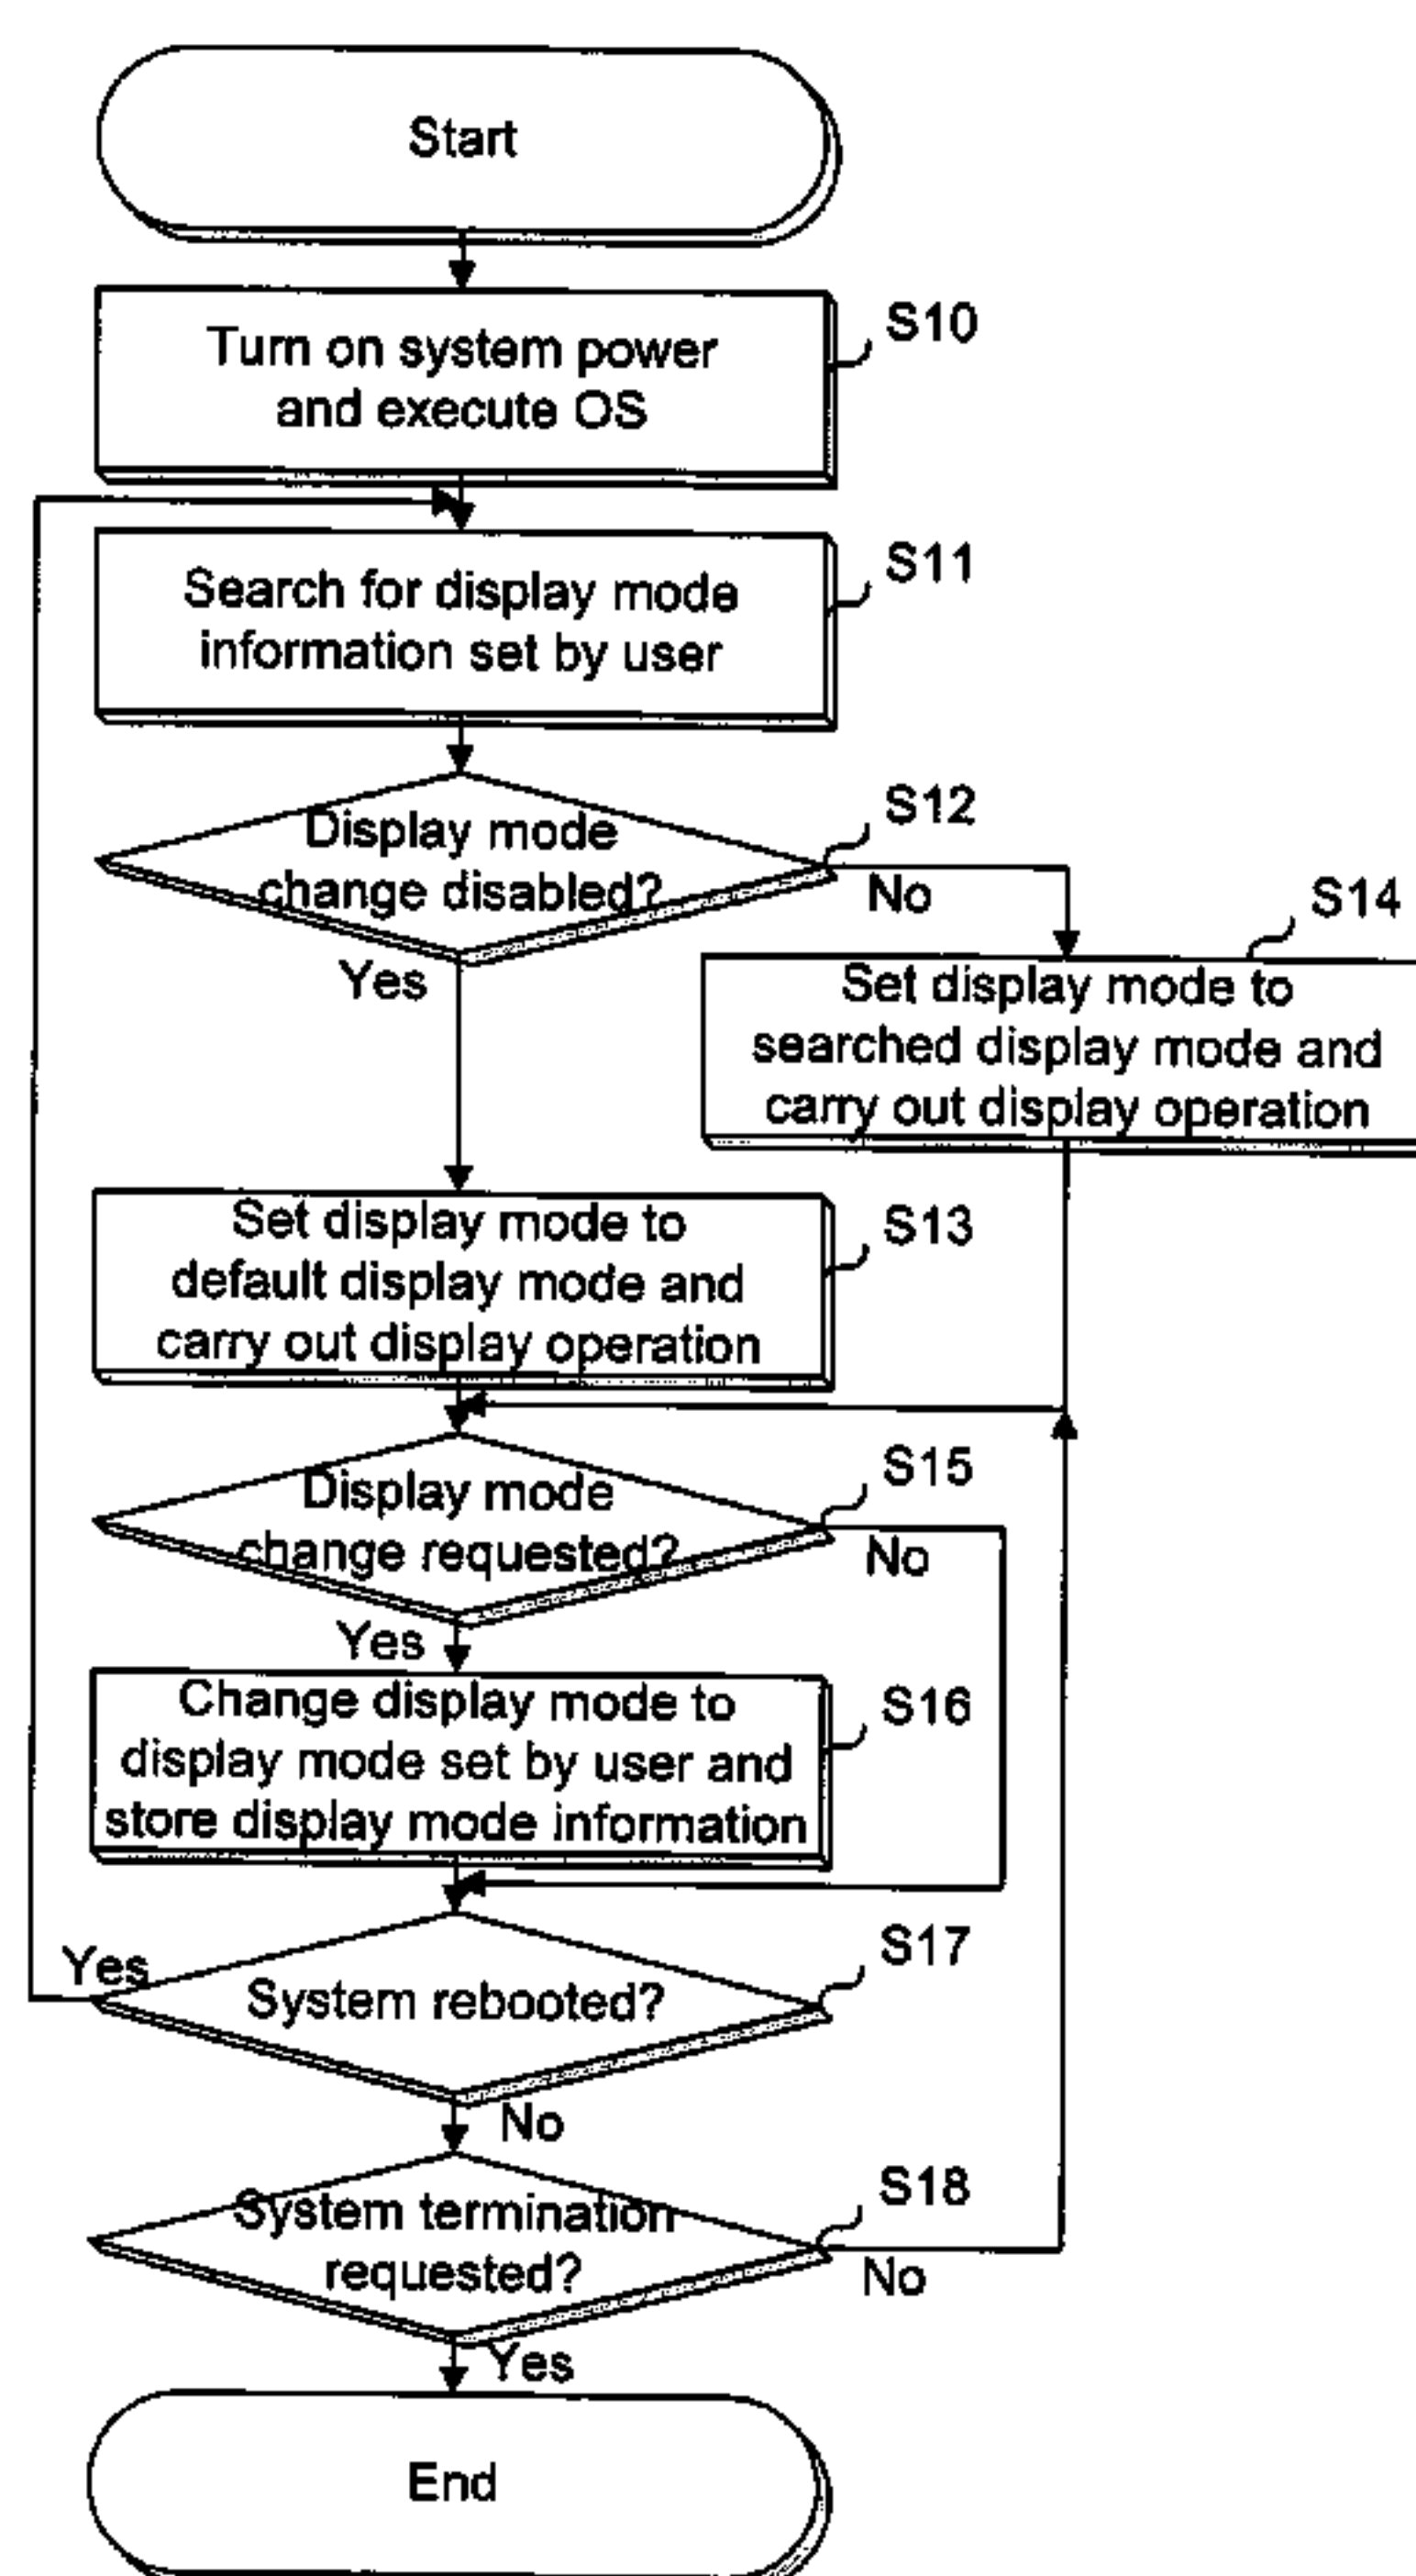 Start
S10
Turn on system power
and execute OS
S11
Search for display mode
information set by user
S12
Display mode
change disabled?
No
Yes
S14
Set display mode to
searched display mode and
carry out display operation
S13
Set display mode to
default display mode and
carry out display operation
S15
Display mode
change requested?
No
Yes
S16
Change display mode to
display mode set by user and
store display mode information
S17
Yes
System rebooted?
No
S18
System termination
requested?
No
Yes
End